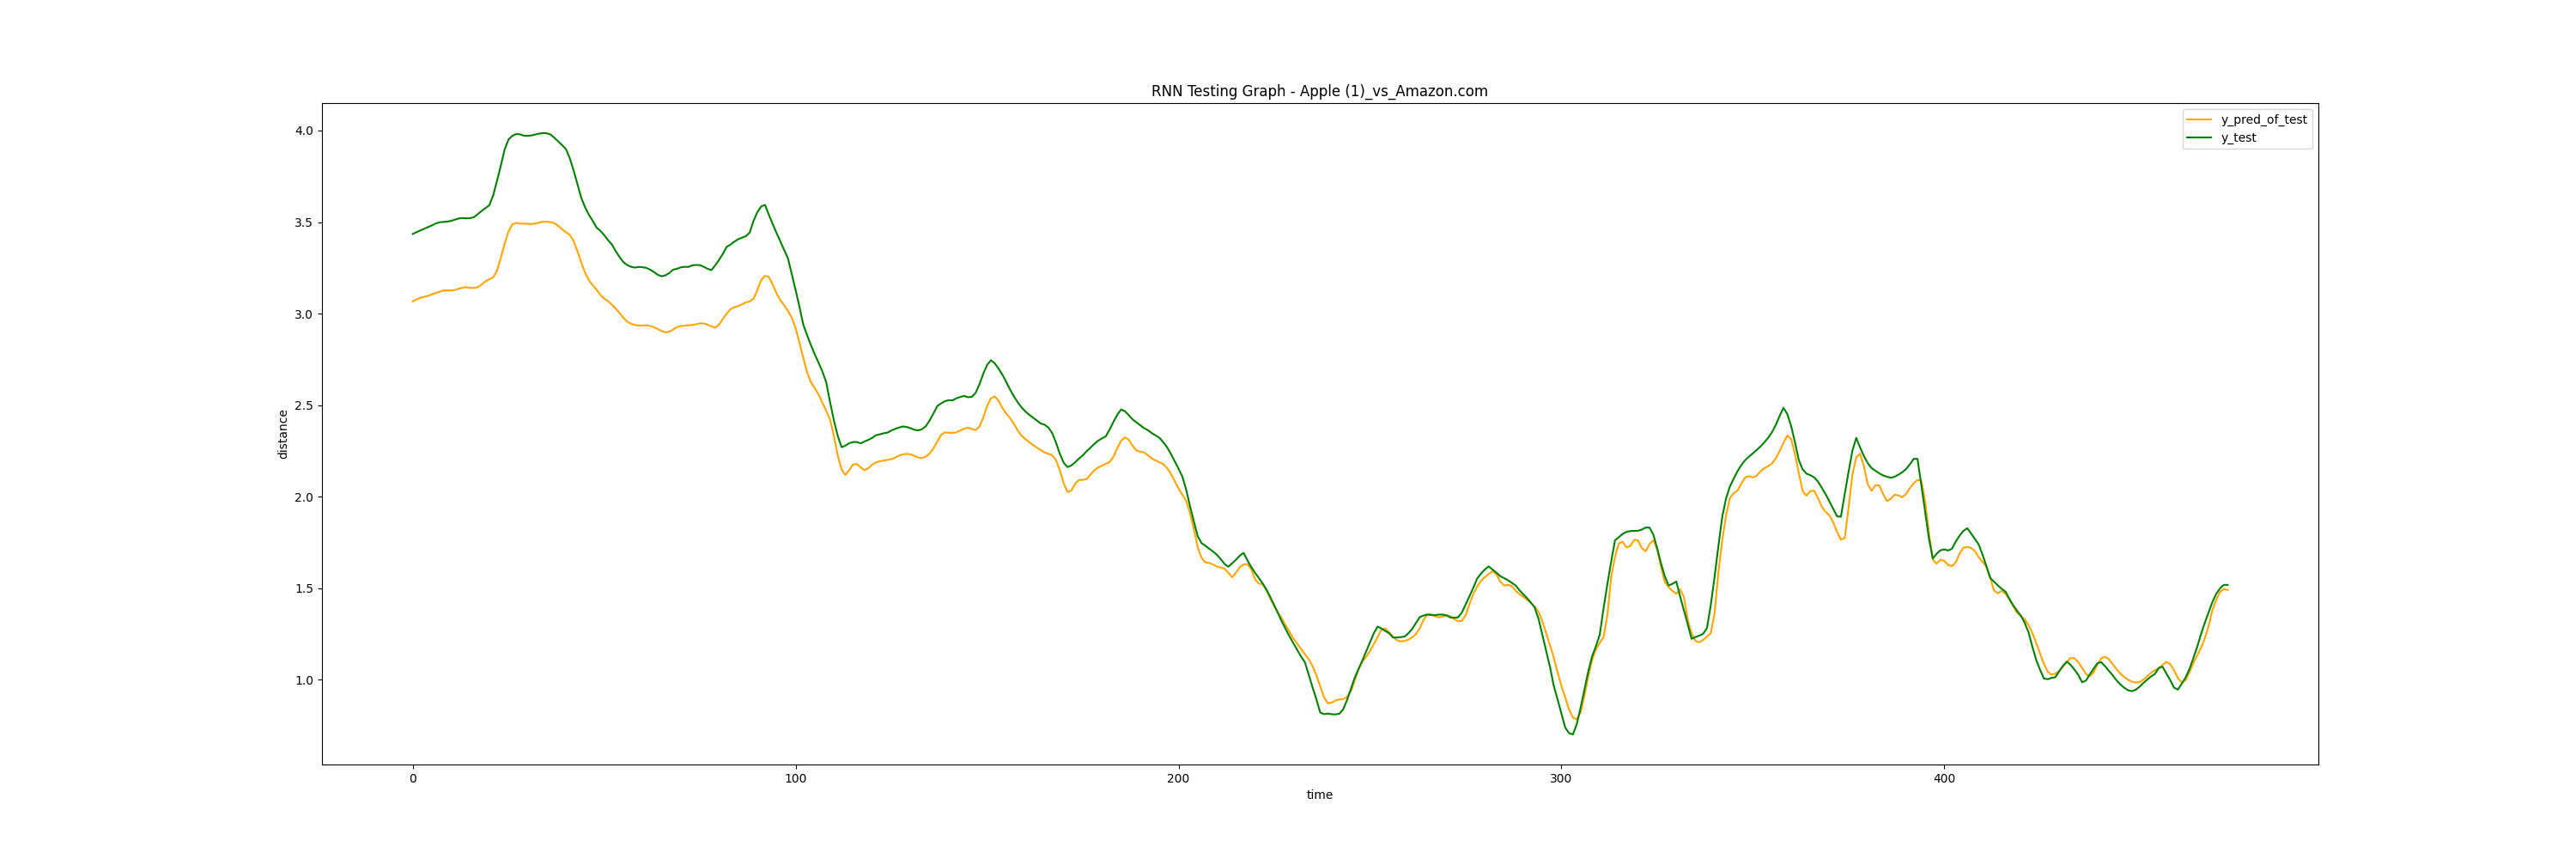 RNN Testing Graph - Apple (1)_vs_Amazon.com
y_pred_of_test
y_test
4.0
3.5
3.0
2.5
2.0
1.5
1.0
distance
0 100 200 300 400
time